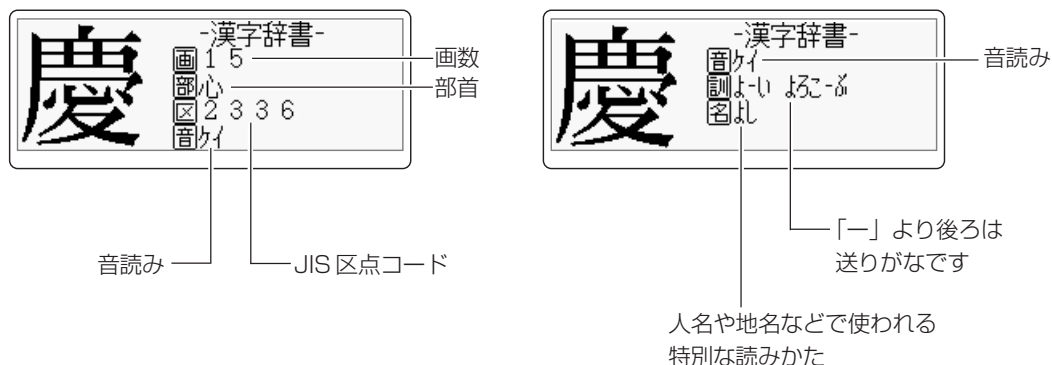 慶
-漢字辞書-
画15
部心
区2336
音ケイ
画数
部首
音読み
JIS区点コード
慶
-漢字辞書-
音ケイ
訓よ-い よろこ-ぶ
名よし
音読み
「ー」より後ろは
送りがなです
人名や地名などで使われる
特別な読みかた